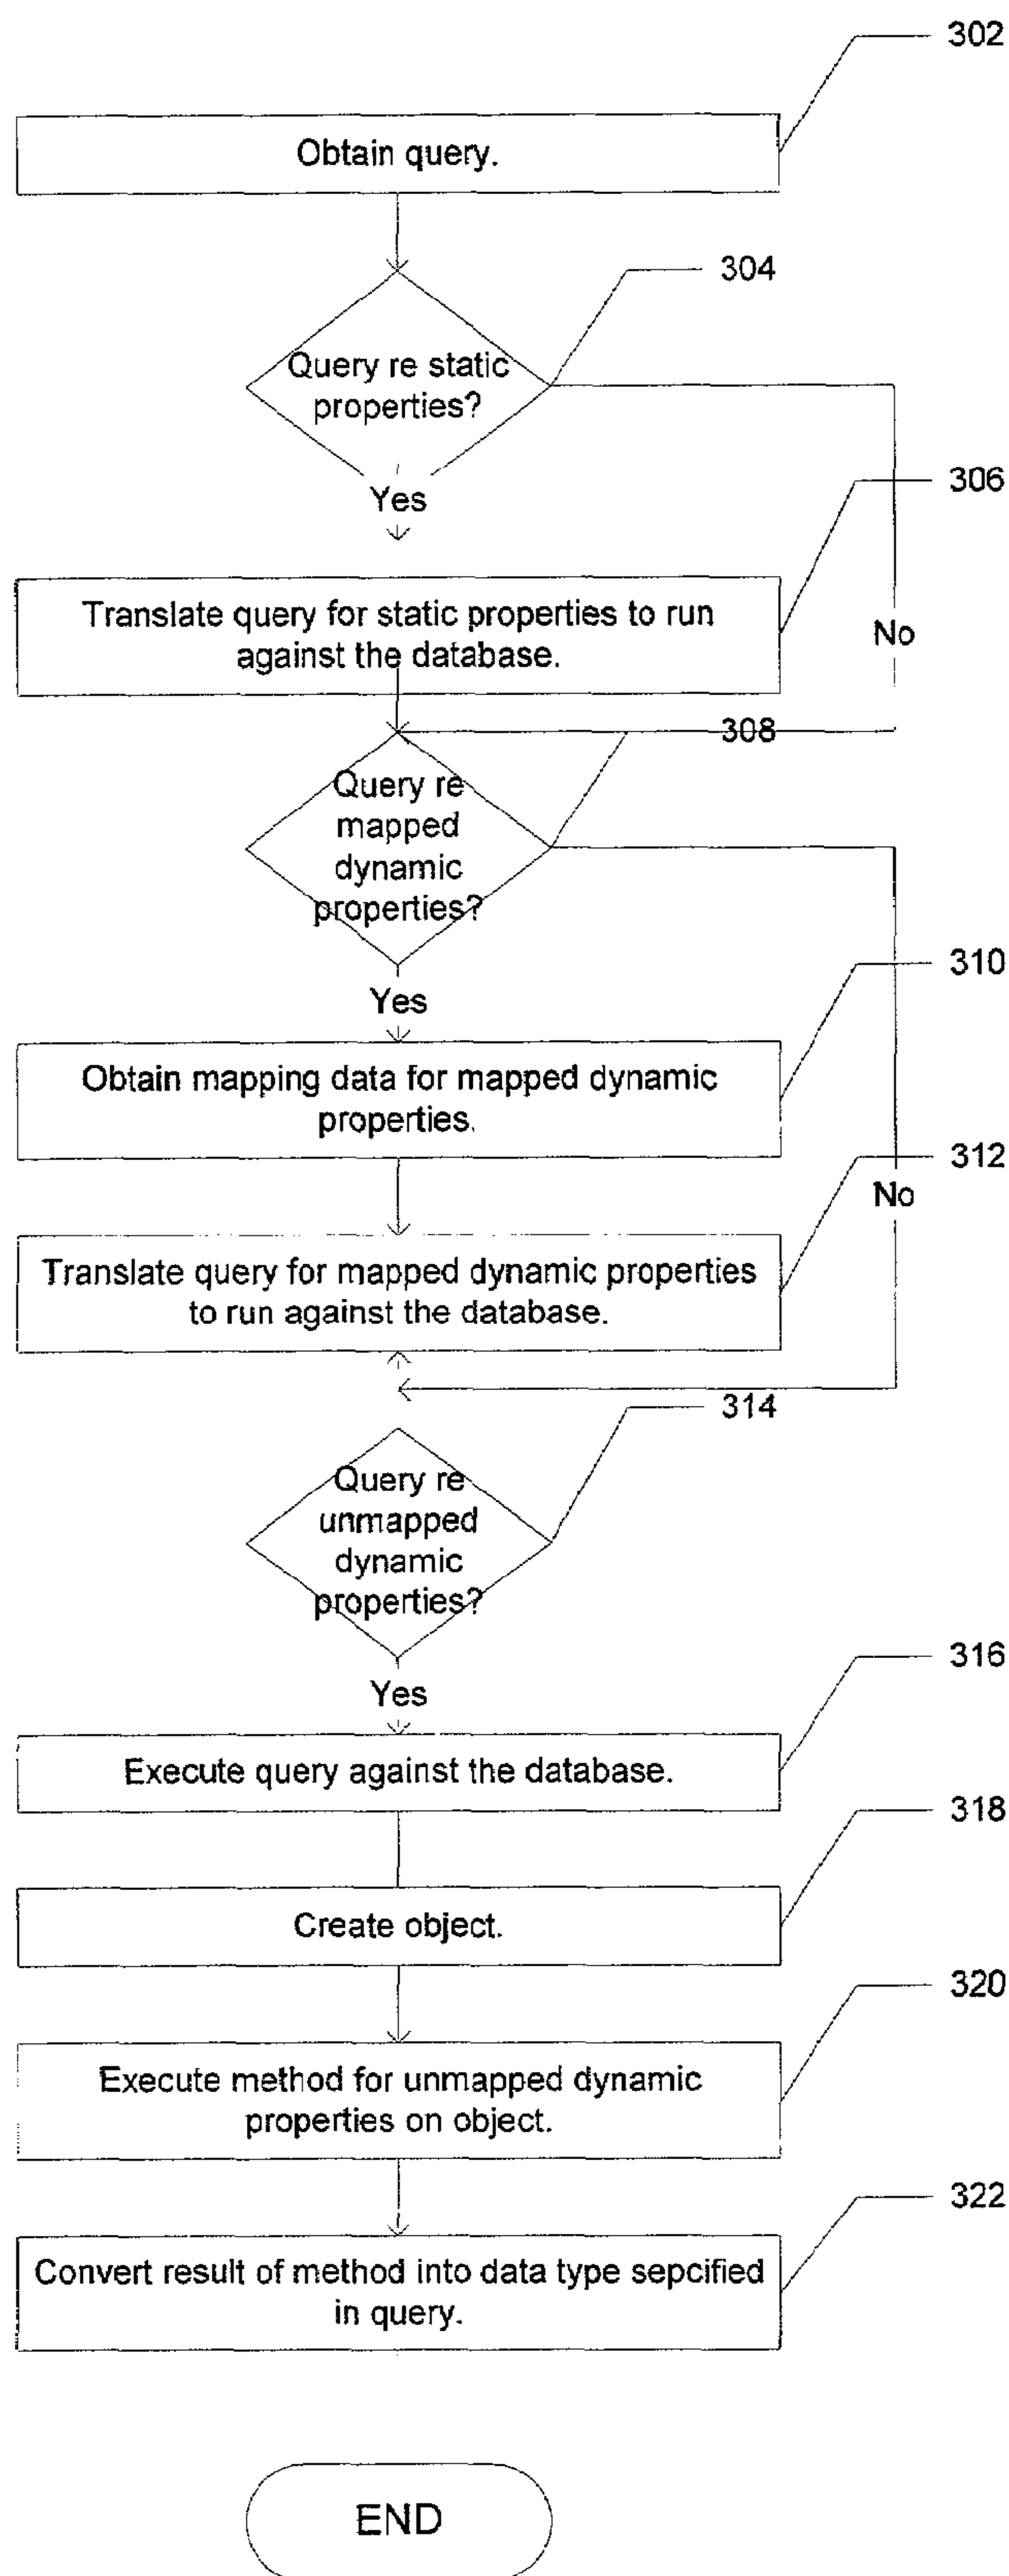 302
Obtain query.
304
Query re static
properties?
Yes
306
Translate query for static properties to run
against the database.
No
308
Query re
mapped
dynamic
properties?
310
Yes
Obtain mapping data for mapped dynamic
properties.
312
No
Translate query for mapped dynamic properties
to run against the database.
314
Query re
unmapped
dynamic
properties?
316
Yes
Execute query against the database.
318
Create object.
320
Execute method for unmapped dynamic
properties on object.
322
Convert result of method into data type sepcified
in query.
END